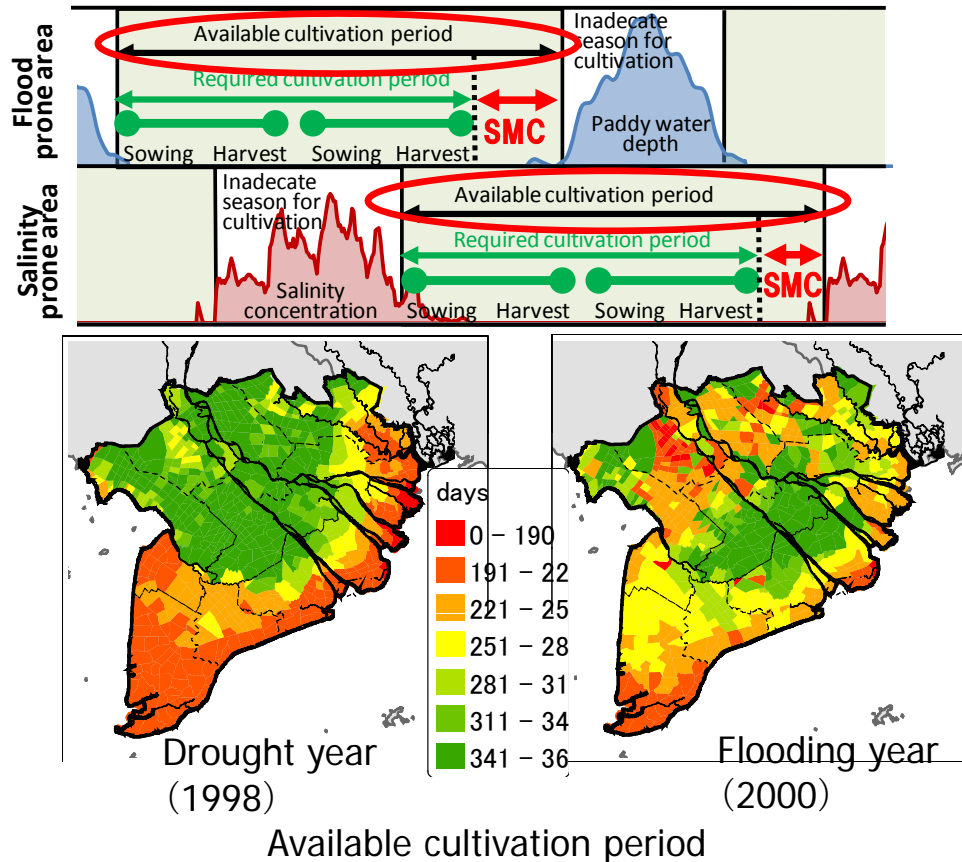 Flood
prone area
Available cultivation period
Inadecate
season for
cultivation
Required cultivation period
SMC
Paddy water
depth
Sowing Harvest Sowing Harvest
Salinity
prone area
Inadecate
season for
cultivation
Available cultivation period
Required cultivation period
SMC
Salinity
concentration
Sowing Harvest Sowing Harvest
days
0 - 190
191 - 22
221 - 25
251 - 28
281 - 31
311 - 34
341 - 36
Drought year
(1998)
Flooding year
(2000)
Available cultivation period